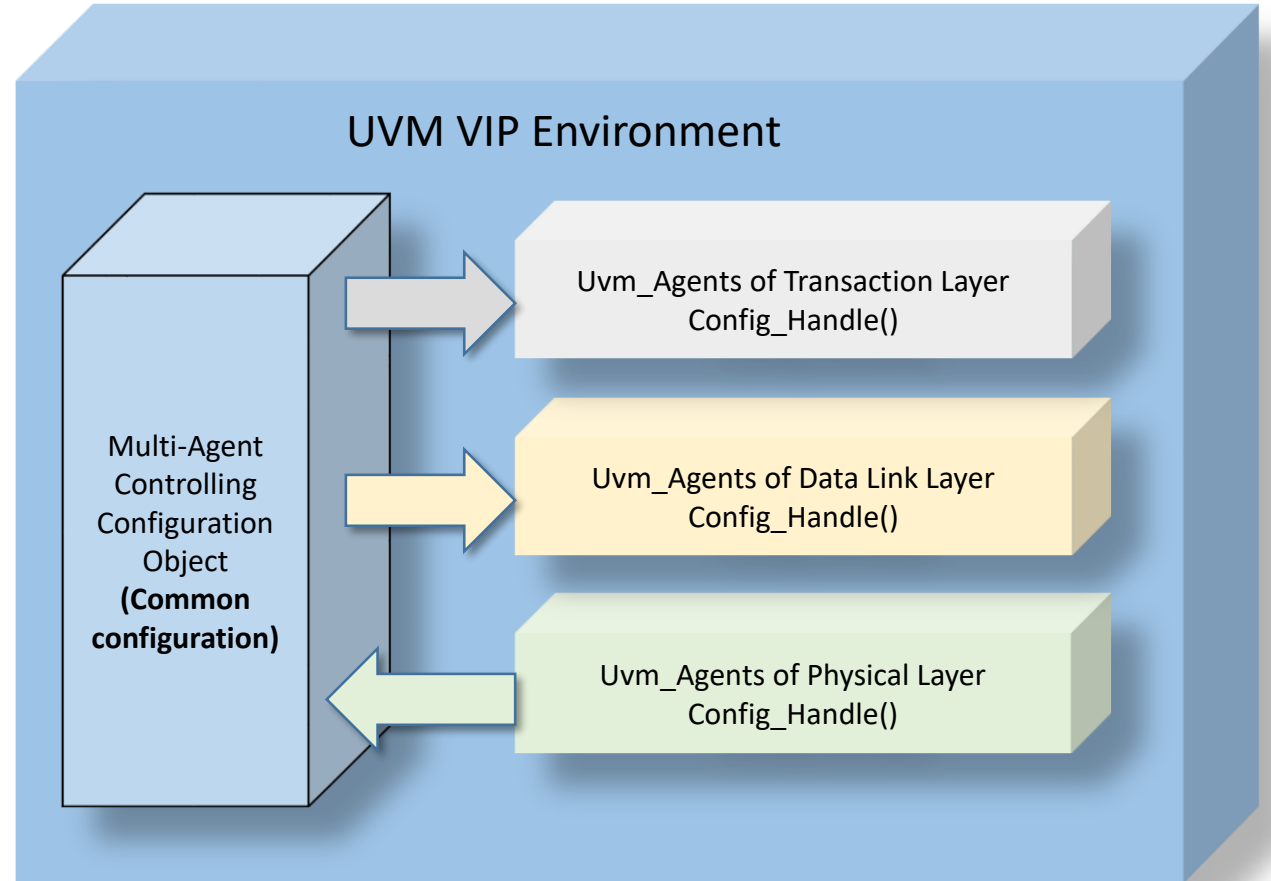 UVM VIP Environment
Uvm_Agents of Transaction Layer
Config_Handle()
Multi-Agent
Controlling
Configuration
Object
(Common
configuration)
Uvm_Agents of Data Link Layer
Config_Handle()
Uvm_Agents of Physical Layer
Config_Handle()